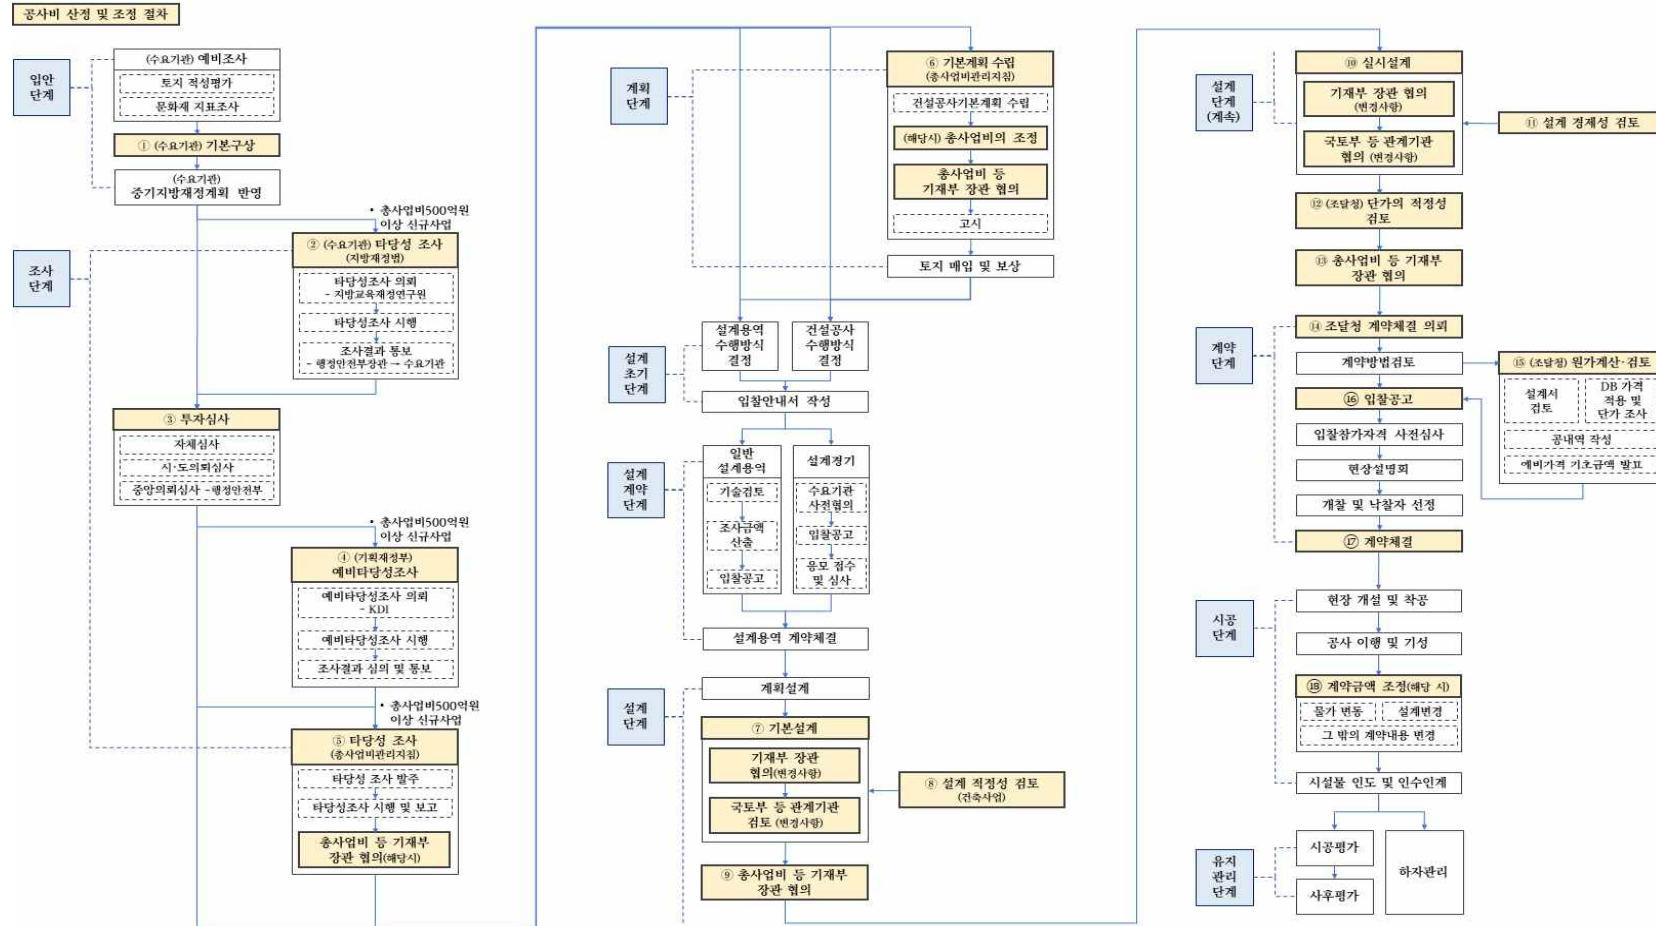 공사비 산정 및 조정 절차
입안
단계
(수요기관) 예비조사
토지 적성평가
문화재 지표조사
① (수요기관) 기본구상
(수요기관)
중기지방재정계획 반영
• 총사업비500억원
이상 신규사업
조사
단계
② (수요기관) 타당성 조사
(지방재정법)
타당성조사 의뢰
- 지방교육재정연구원
타당성조사 시행
조사결과 통보
- 행정안전부장관 → 수요기관
③ 투자심사
자체심사
시·도의뢰심사
중앙의뢰심사 - 행정안전부
• 총사업비500억원
이상 신규사업
④ (기획재정부)
예비타당성조사
예비타당성조사 의뢰
- KDI
예비타당성조사 시행
조사결과 심의 및 통보
• 총사업비500억원
이상 신규사업
⑤ 타당성 조사
(총사업비관리지침)
타당성 조사 발주
타당성조사 시행 및 보고
총사업비 등 기재부
장관 협의(해당시)
계획
단계
⑥ 기본계획 수립
(총사업비관리지침)
건설공사기본계획 수립
(해당시) 총사업비의 조정
총사업비 등
기재부 장관 협의
고시
토지 매입 및 보상
설계
초기
단계
설계용역
수행방식
결정
건설공사
수행방식
결정
입찰안내서 작성
설계
계약
단계
일반
설계용역
기술검토
조사금액
산출
입찰공고
설계경기
수요기관
사전협의
입찰공고
응모 접수
및 심사
설계용역 계약체결
설계
단계
계획설계
⑦ 기본설계
기재부 장관
협의(변경사항)
국토부 등 관계기관
검토 (변경사항)
⑧ 설계 적정성 검토
(건축사업)
⑨ 총사업비 등 기재부
장관 협의
설계
단계
(계속)
⑩ 실시설계
기재부 장관 협의
(변경사항)
국토부 등 관계기관
협의 (변경사항)
⑪ 설계 경제성 검토
⑫ (조달청) 단가의 적정성
검토
⑬ 총사업비 등 기재부
장관 협의
계약
단계
⑭ 조달청 계약체결 의뢰
계약방법검토
⑮ (조달청) 원가계산·검토
설계서
검토
DB 가격
적용 및
단가 조사
공내역 작성
예비가격 기초금액 발표
⑯ 입찰공고
입찰참가자격 사전심사
현장설명회
개찰 및 낙찰자 선정
⑰ 계약체결
시공
단계
현장 개설 및 착공
공사 이행 및 기성
⑱ 계약금액 조정(해당 시)
물가 변동
설계변경
그 밖의 계약내용 변경
시설물 인도 및 인수인계
유지
관리
단계
시공평가
사후평가
하자관리